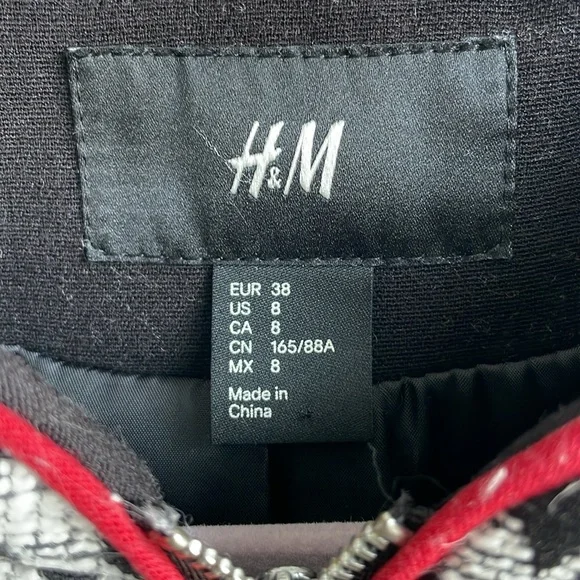 H&M
EUR 38
US 8
CA 8
CN 165/88A
MX 8
Made in
China